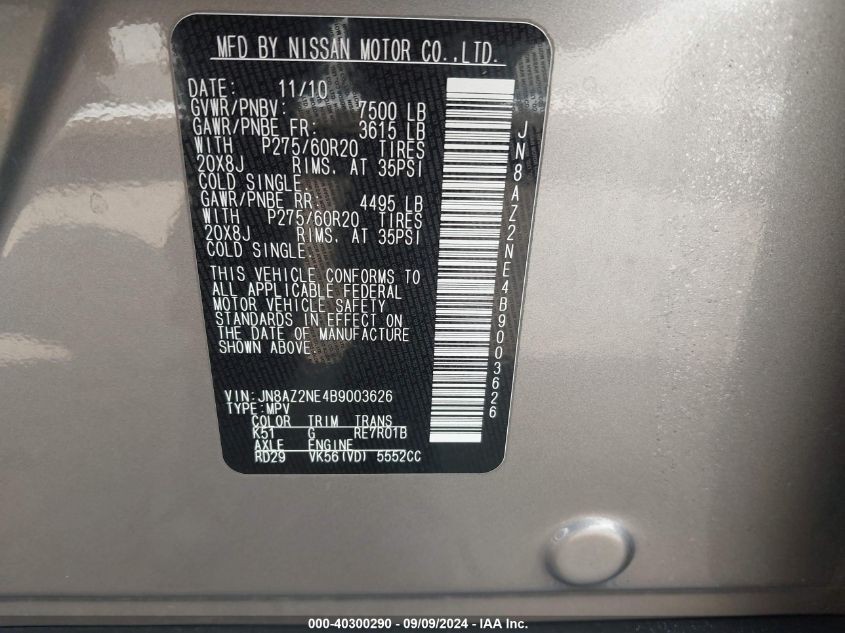 MFD BY NISSAN MOTOR CO.,LTD.
DATE: 11/10
GVWR/PNBV: 7500 LB
GAWR/PNBE FR: 3615 LB
WITH P275/60R20 TIRES
20X8J RIMS, AT 35PSI
COLD SINGLE.
GAWR/PNBE RR: 4495 LB
WITH P275/60R20 TIRES
20X8J RIMS, AT 35PSI
COLD SINGLE.
THIS VEHICLE CONFORMS TO
ALL APPLICABLE FEDERAL
MOTOR VEHICLE SAFETY
STANDARDS IN EFFECT ON
THE DATE OF MANUFACTURE
SHOWN ABOVE.
VIN:JN8AZ2NE4B9003626
TYPE:MPV
COLOR TRIM TRANS
K51 G RE7R01B
AXLE ENGINE
RD29 VK56(VD) 5552CC
JN8AZ2NE4B9003626
000-40300290 - 09/09/2024 - IAA Inc.